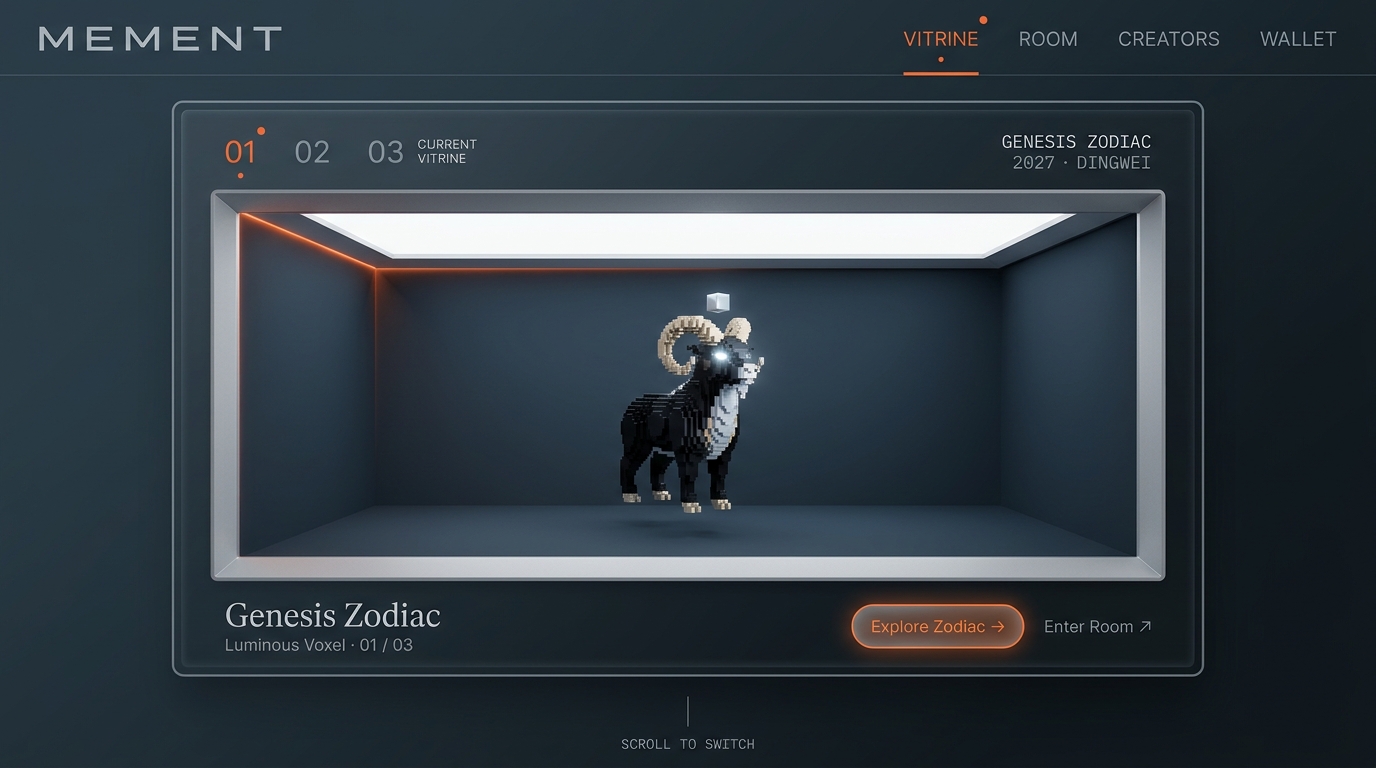 MEMENT
VITRINE
ROOM
CREATORS
WALLET
01
02
03
CURRENT
VITRINE
GENESIS ZODIAC
2027 · DINGWEI
Genesis Zodiac
Luminous Voxel · 01 / 03
Explore Zodiac →
Enter Room ↗
SCROLL TO SWITCH